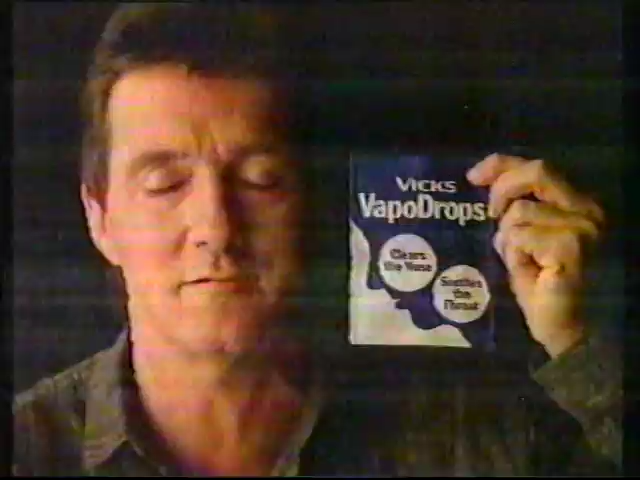 VICKS
VapoDrops
Clears
the Nose
Soothes
the
Throat